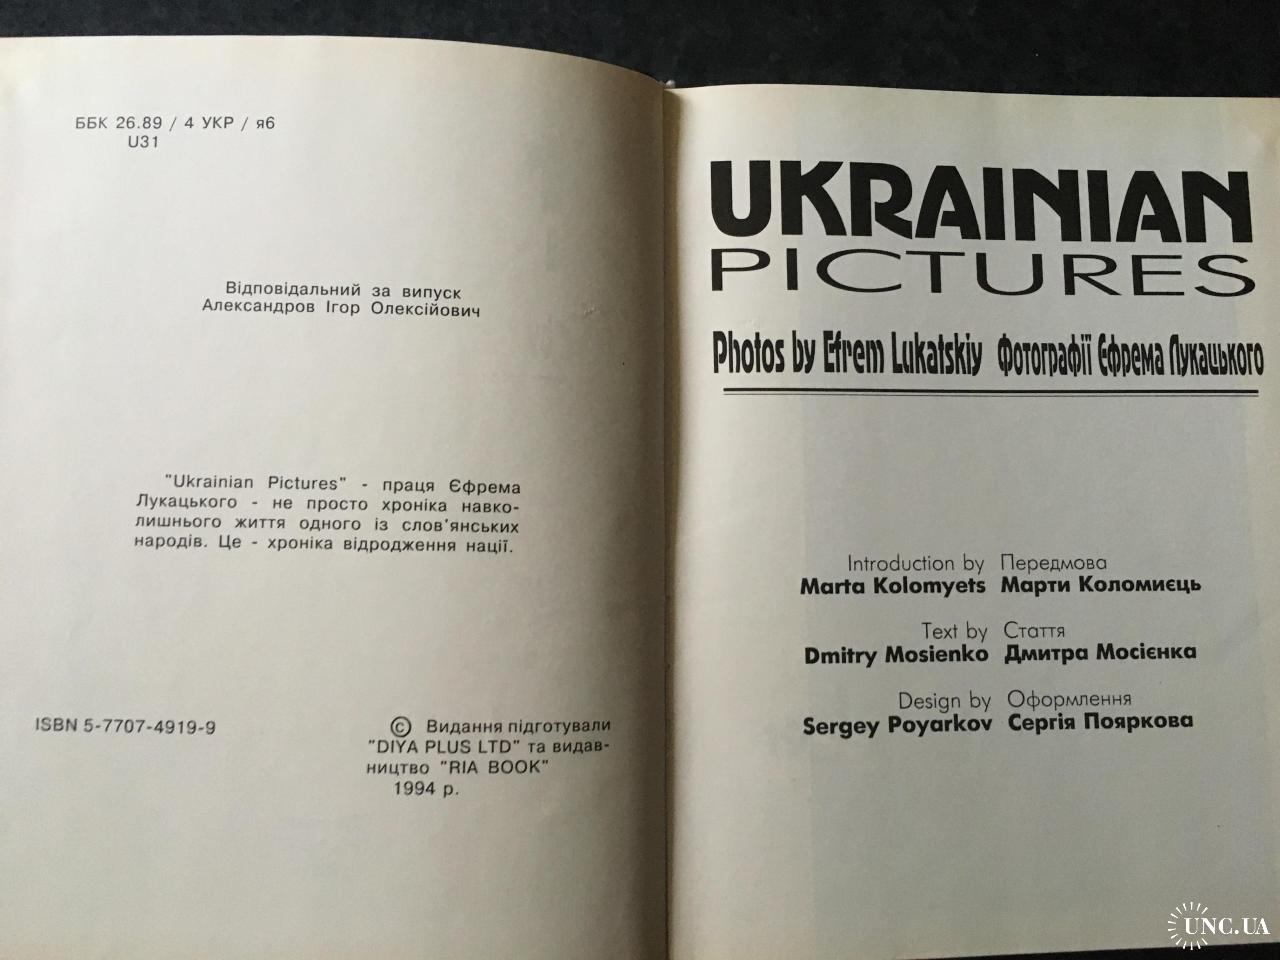 ББК 26.89 / 4 УКР / я6
U31
Відповідальний за випуск
Александров Ігор Олексійович
"Ukrainian Pictures" - праця Єфрема
Лукацького - не просто хроніка навко-
лишнього життя одного із слов'янських
народів. Це - хроніка відродження нації.
ISBN 5-7707-4919-9
© Видання підготували
"DIYA PLUS LTD" та видав-
ництво "RIA BOOK"
1994 р.
UKRAINIAN
PICTURES
Photos by Efrem Lukatskiy Фотографії Єфрема Лукацького
Introduction by Передмова
Marta Kolomyets Марти Коломиєць
Text by Стаття
Dmitry Mosienko Дмитра Мосієнка
Design by Оформлення
Sergey Poyarkov Сергія Пояркова
UNC.UA